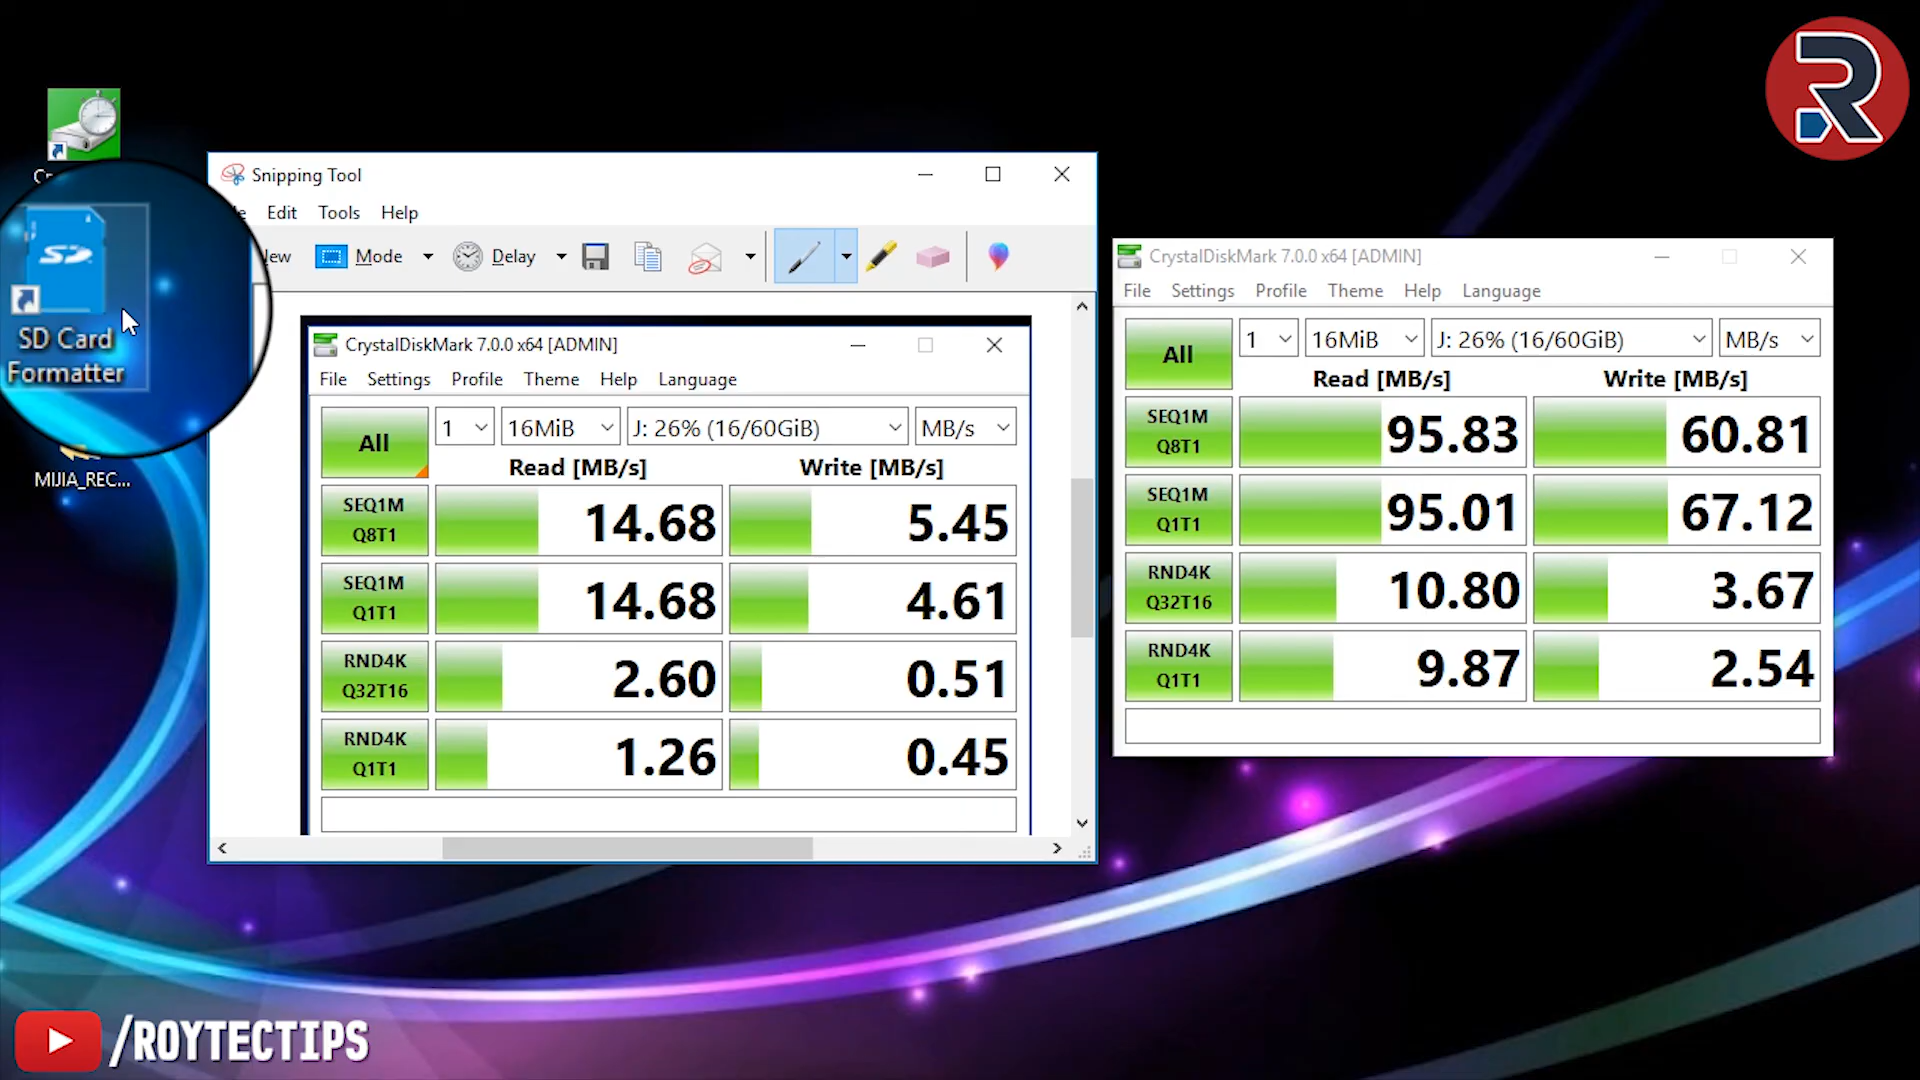 Snipping Tool
Edit Tools Help
Mode Delay
CrystalDiskMark 7.0.0 x64 [ADMIN]
File Settings Profile Theme Help Language
All 1 16MiB J: 26% (16/60GiB) MB/s
Read [MB/s] Write [MB/s]
SEQ1M
Q8T1 14.68 5.45
SEQ1M
Q1T1 14.68 4.61
RND4K
Q32T16 2.60 0.51
RND4K
Q1T1 1.26 0.45
CrystalDiskMark 7.0.0 x64 [ADMIN]
File Settings Profile Theme Help Language
All 1 16MiB J: 26% (16/60GiB) MB/s
Read [MB/s] Write [MB/s]
SEQ1M
Q8T1 95.83 60.81
SEQ1M
Q1T1 95.01 67.12
RND4K
Q32T16 10.80 3.67
RND4K
Q1T1 9.87 2.54
SD
SD Card
Formatter
MIJIA_REC...
R
/ROYTECTIPS